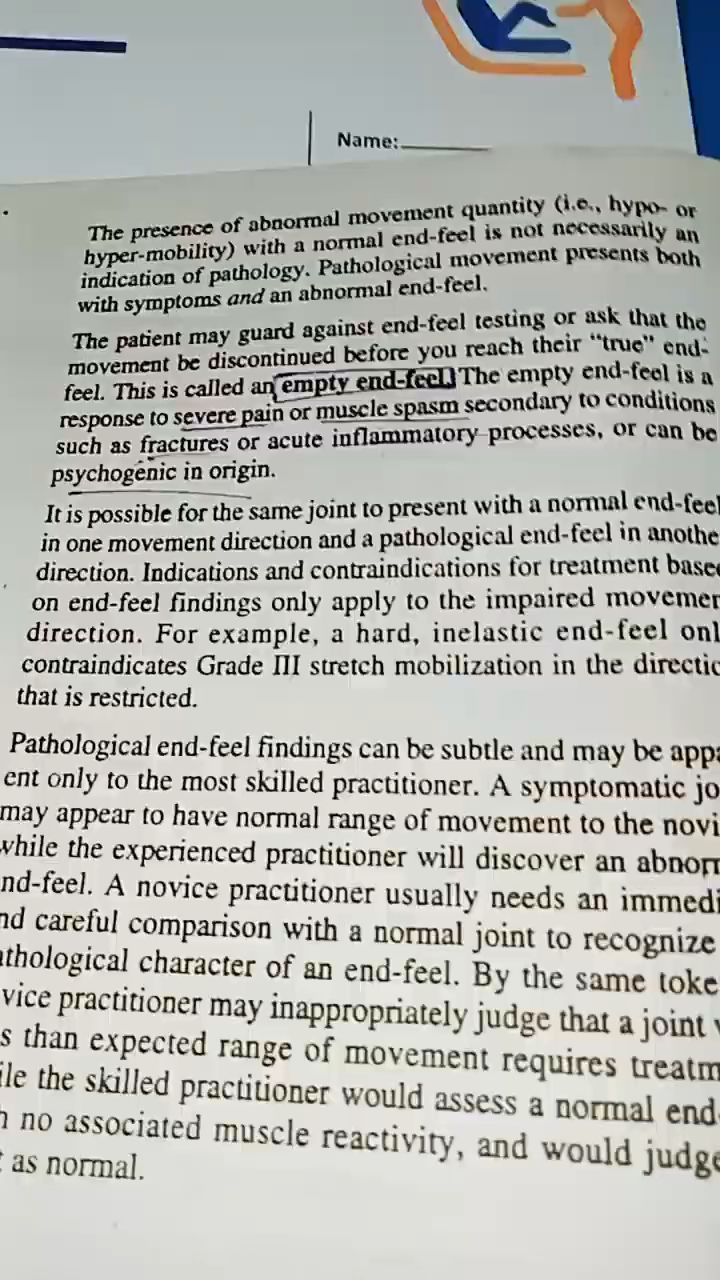 Name:
The presence of abnormal movement quantity (i.e., hypo- or
hyper-mobility) with a normal end-feel is not necessarily an
indication of pathology. Pathological movement presents both
with symptoms and an abnormal end-feel.
The patient may guard against end-feel testing or ask that the
movement be discontinued before you reach their "true" end-
feel. This is called an empty end-feel. The empty end-feel is a
response to severe pain or muscle spasm secondary to conditions
such as fractures or acute inflammatory processes, or can be
psychogenic in origin.
It is possible for the same joint to present with a normal end-feel
in one movement direction and a pathological end-feel in anothe
direction. Indications and contraindications for treatment base
on end-feel findings only apply to the impaired movemen
direction. For example, a hard, inelastic end-feel onl
contraindicates Grade III stretch mobilization in the directio
that is restricted.
Pathological end-feel findings can be subtle and may be appa
ent only to the most skilled practitioner. A symptomatic jo
may appear to have normal range of movement to the novi
while the experienced practitioner will discover an abnorm
nd-feel. A novice practitioner usually needs an immedi
nd careful comparison with a normal joint to recognize
athological character of an end-feel. By the same toke
vice practitioner may inappropriately judge that a joint
s than expected range of movement requires treatm
ile the skilled practitioner would assess a normal end-
h no associated muscle reactivity, and would judge
as normal.